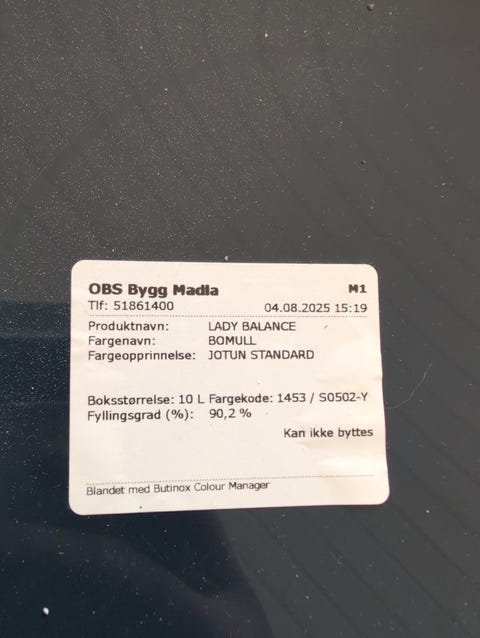 OBS Bygg Madla M1
Tlf: 51861400 04.08.2025 15:19
Produktnavn: LADY BALANCE
Fargenavn: BOMULL
Fargeopprinnelse: JOTUN STANDARD
Boksstørrelse: 10 L Fargekode: 1453 / S0502-Y
Fyllingsgrad (%): 90,2 %
Kan ikke byttes
Blandet med Butinox Colour Manager